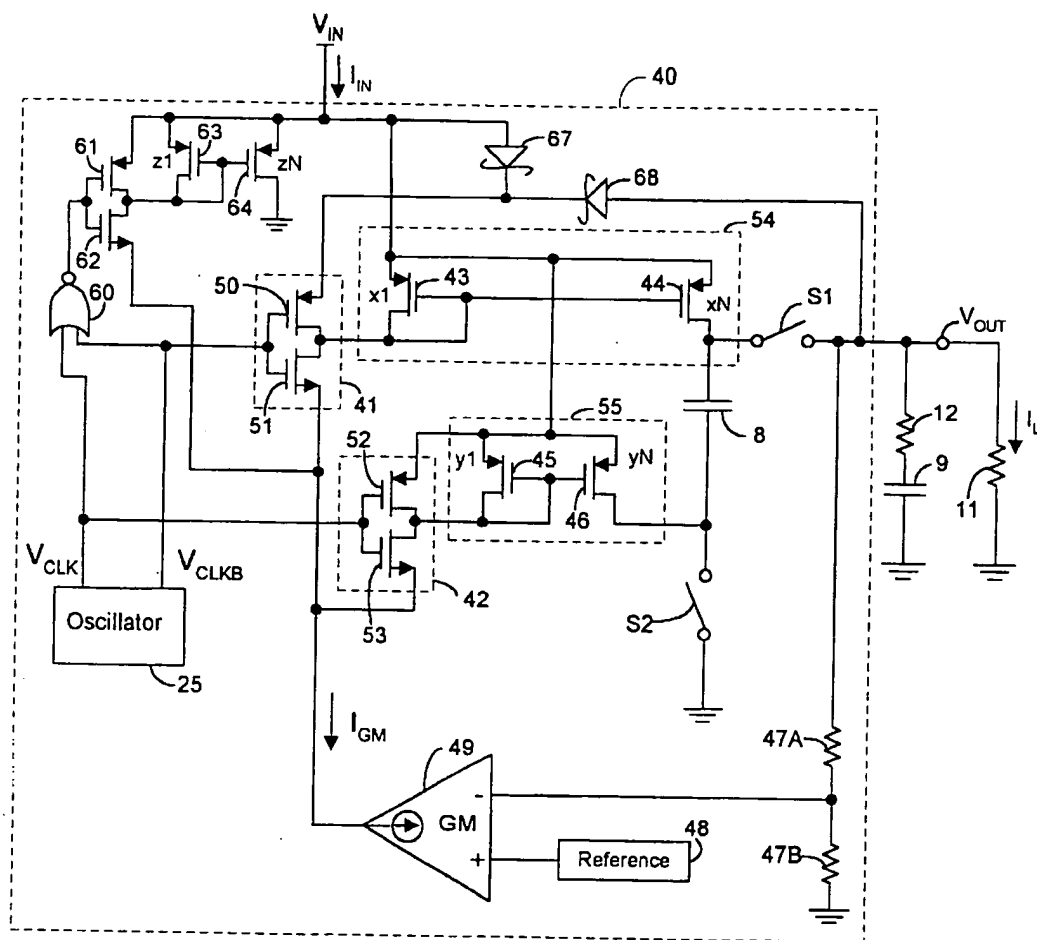 V_IN
I_IN
40
61
z1
63
zN
64
67
68
62
54
60
50
x1
43
44
xN
S1
V_OUT
51
41
55
8
12
I_L
52
y1
45
yN
46
9
11
V_CLK
V_CLKB
53
42
Oscillator
S2
25
I_GM
49
47A
-
GM
+
Reference
48
47B